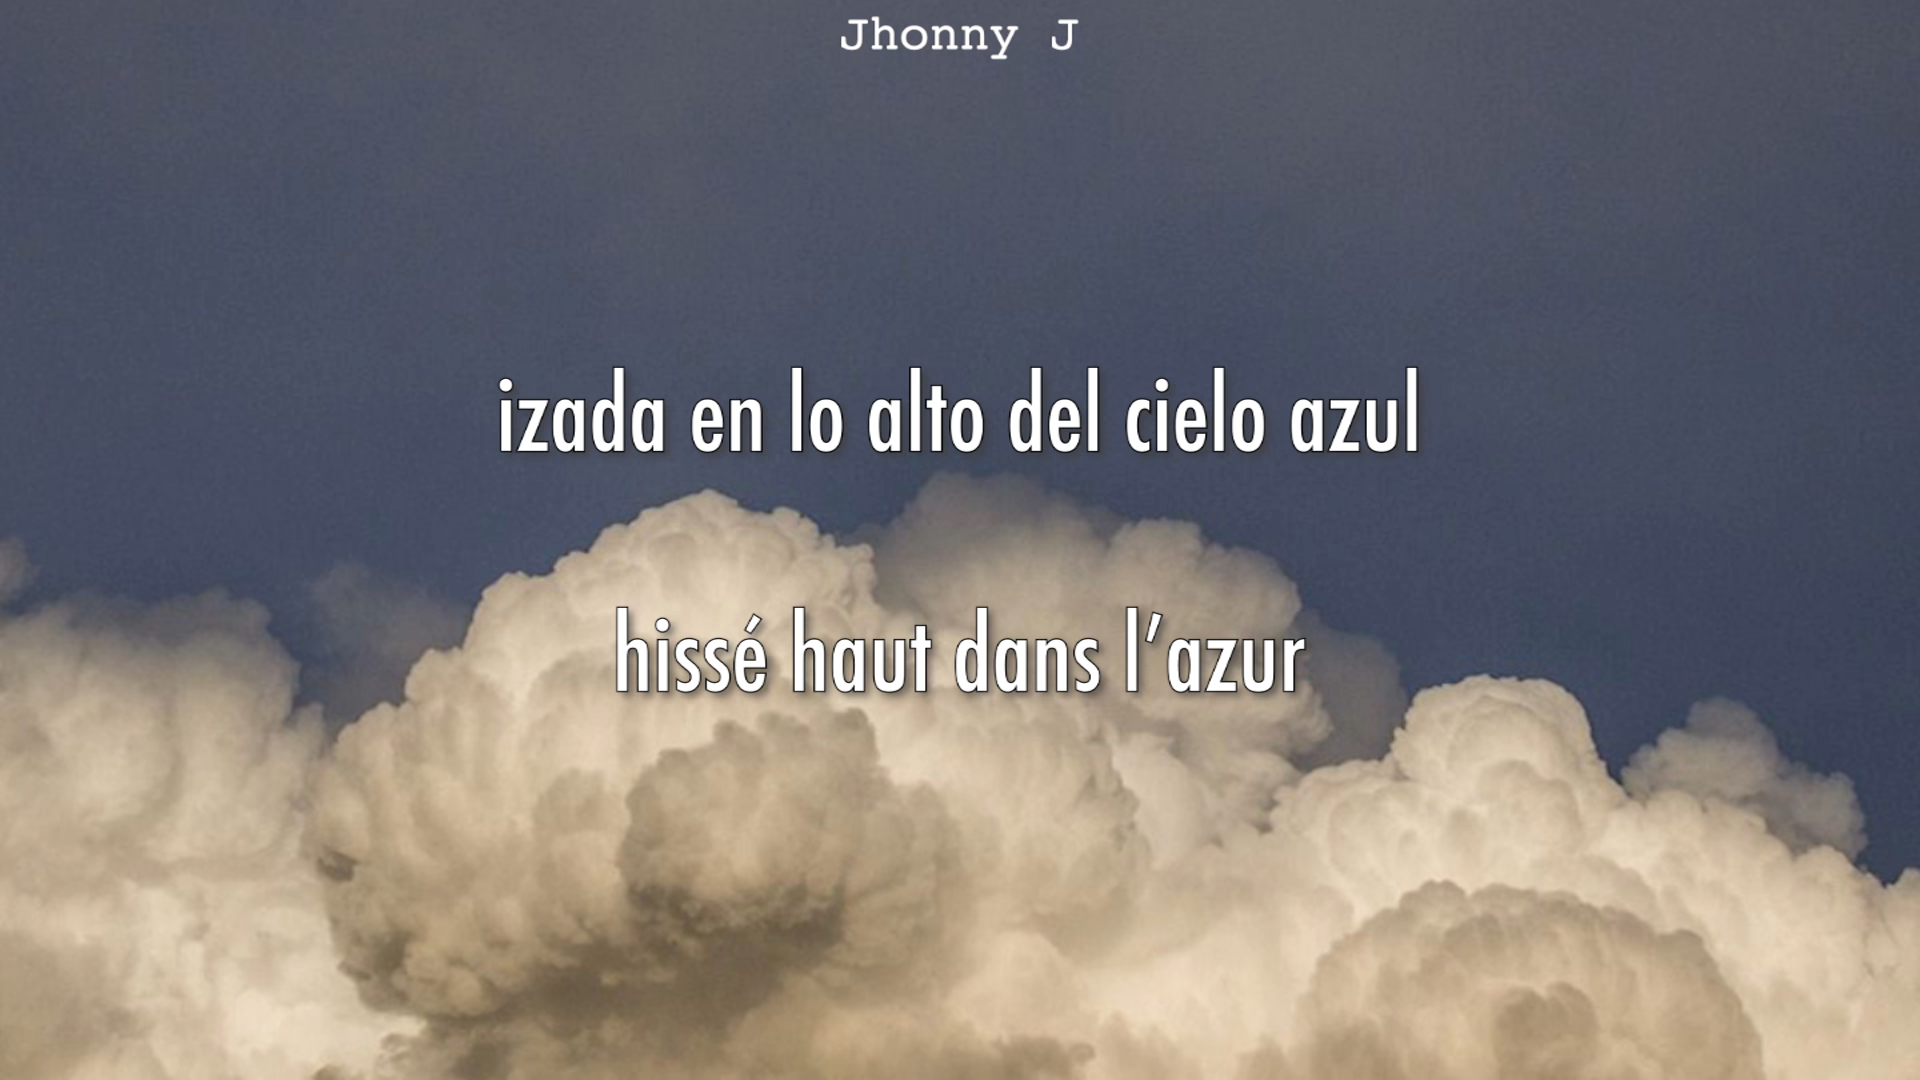 Jhonny J
izada en lo alto del cielo azul
hissé haut dans l’azur